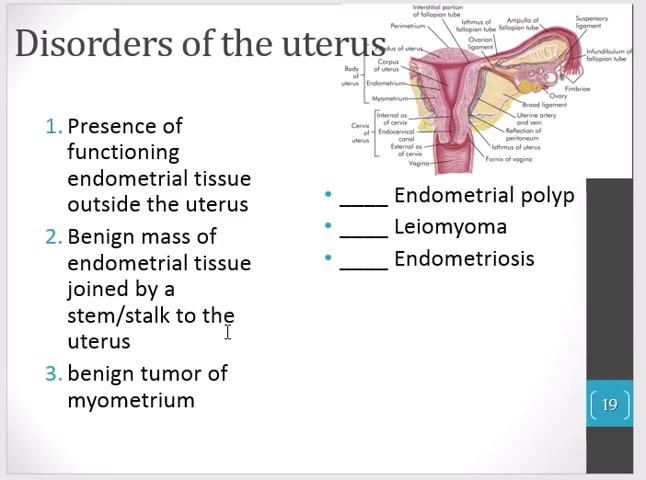 Disorders of the uterus
Interstitial portion
of fallopian tube
Perimetrium
Isthmus of
fallopian tube
Ampulla of
fallopian tube
Suspensory
ligament
Ovarian
ligament
Infundibulum of
fallopian tube
Corpus
of uterus
Body
of
uterus
Endometrium
Myometrium
Fimbriae
Ovary
Broad ligament
Internal os
of cervix
Cervix
of
uterus
Endocervical
canal
External os
of cervix
Vagina
Uterine artery
and vein
Reflection of
peritoneum
Isthmus of uterus
Fornix of vagina
1. Presence of
functioning
endometrial tissue
outside the uterus
2. Benign mass of
endometrial tissue
joined by a
stem/stalk to the
uterus
3. benign tumor of
myometrium
• ____ Endometrial polyp
• ____ Leiomyoma
• ____ Endometriosis
19